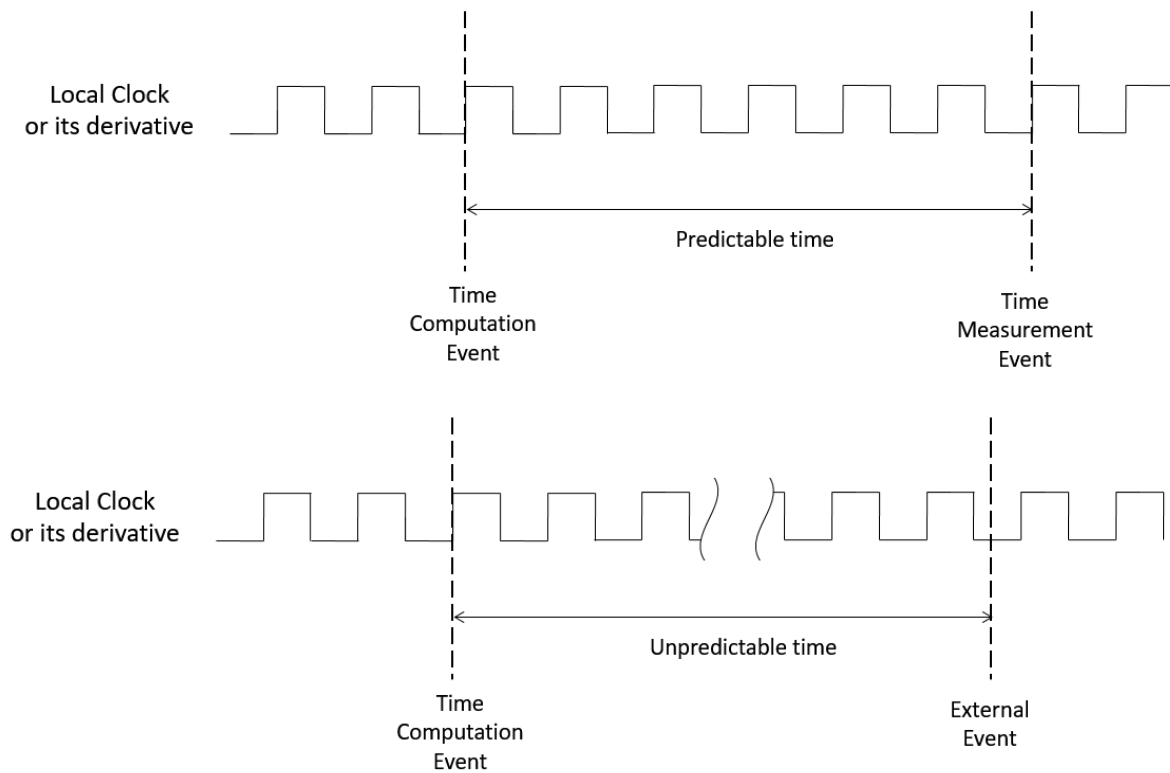 Local Clock
or its derivative
Predictable time
Time
Computation
Event
Time
Measurement
Event
Local Clock
or its derivative
Unpredictable time
Time
Computation
Event
External
Event